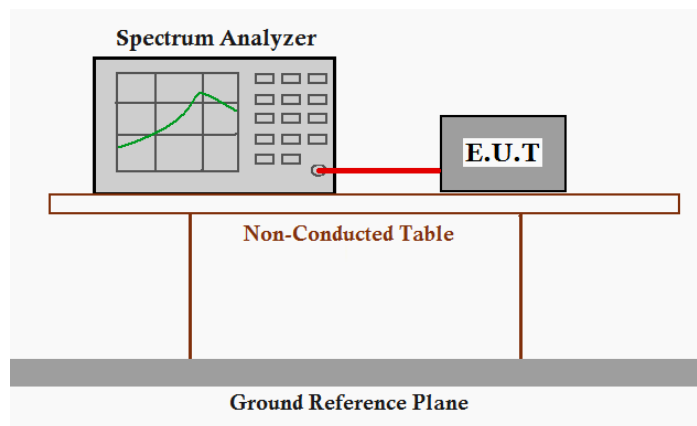 Spectrum Analyzer
E.U.T
Non-Conducted Table
Ground Reference Plane